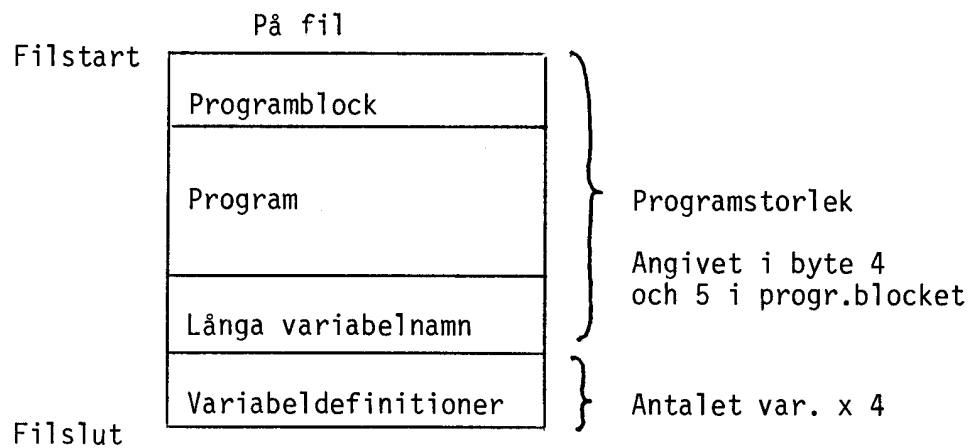 På fil
Filstart
Programblock
Program
Programstorlek
Angivet i byte 4
och 5 i progr.blocket
Långa variabelnamn
Variabeldefinitioner
Antalet var. x 4
Filslut